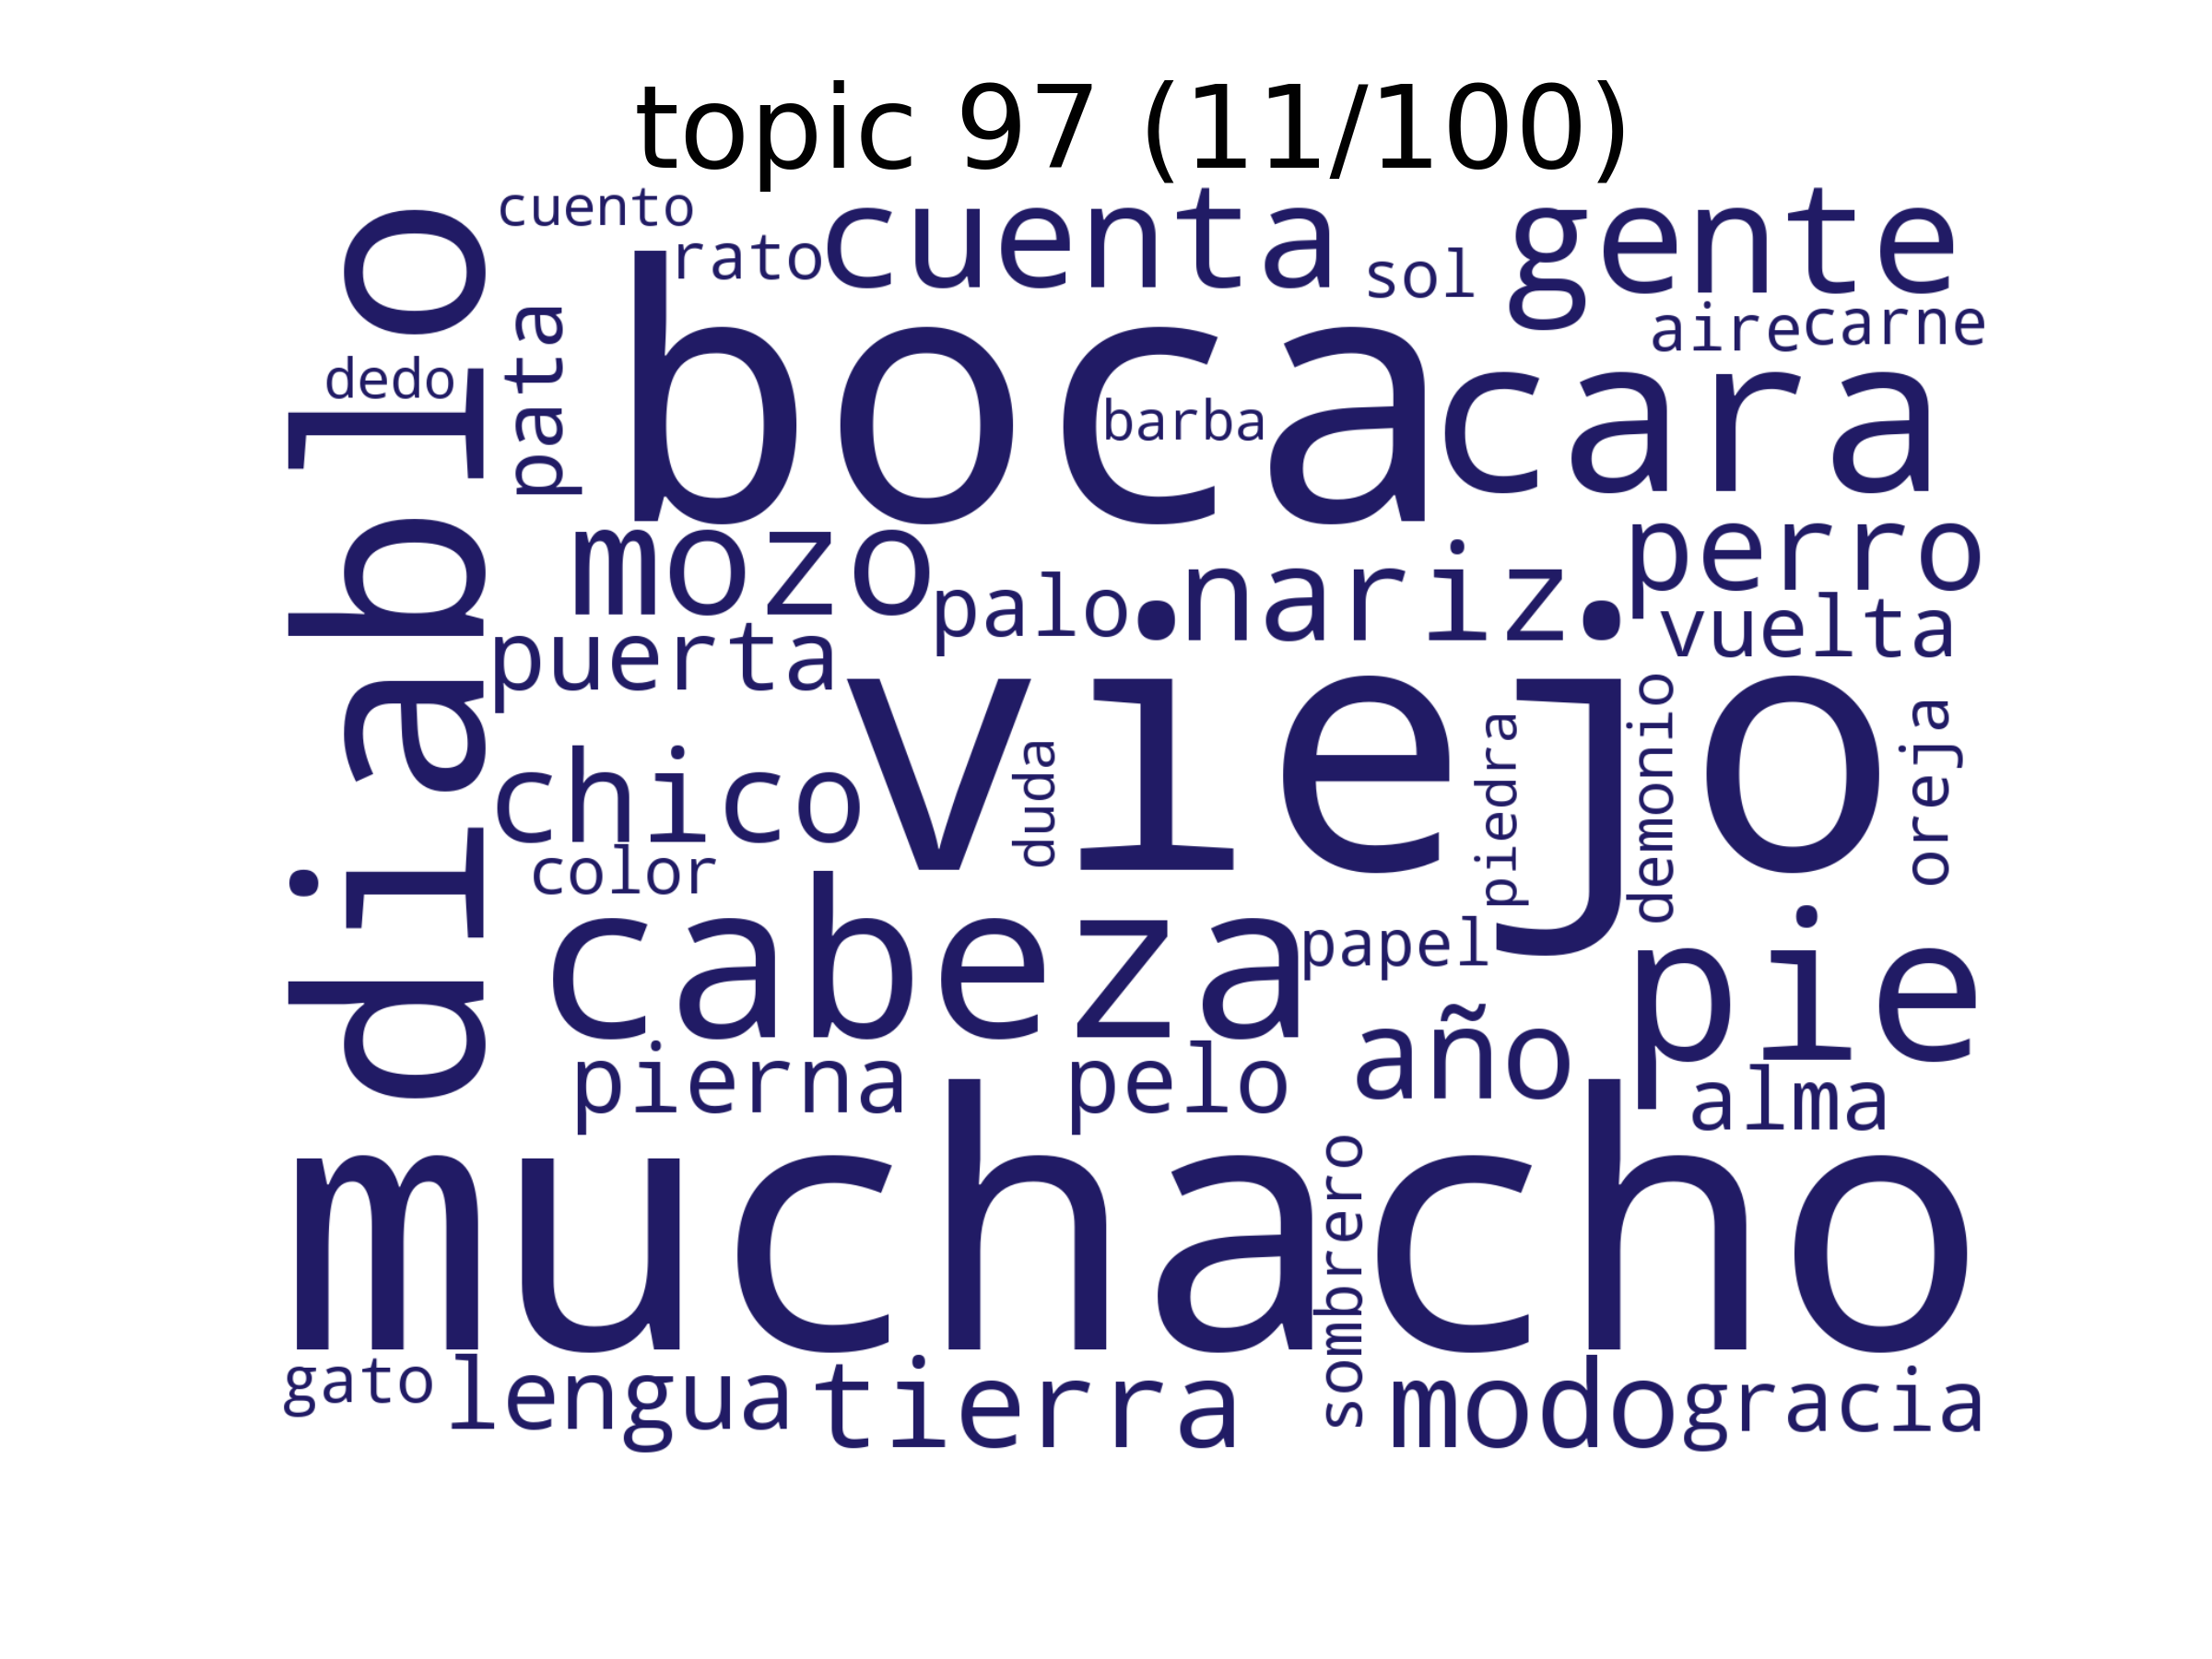 topic 97 (11/100)
cuento
rato
cuenta
sol
gente
aire
carne
diablo
dedo
pata
boca
barba
cara
mozo
palo
nariz
perro
puerta
vuelta
viejo
duda
piedra
demonio
oreja
chico
color
cabeza
papel
pie
pierna
pelo
año
alma
muchacho
sombrero
gato
lengua
tierra
modo
gracia